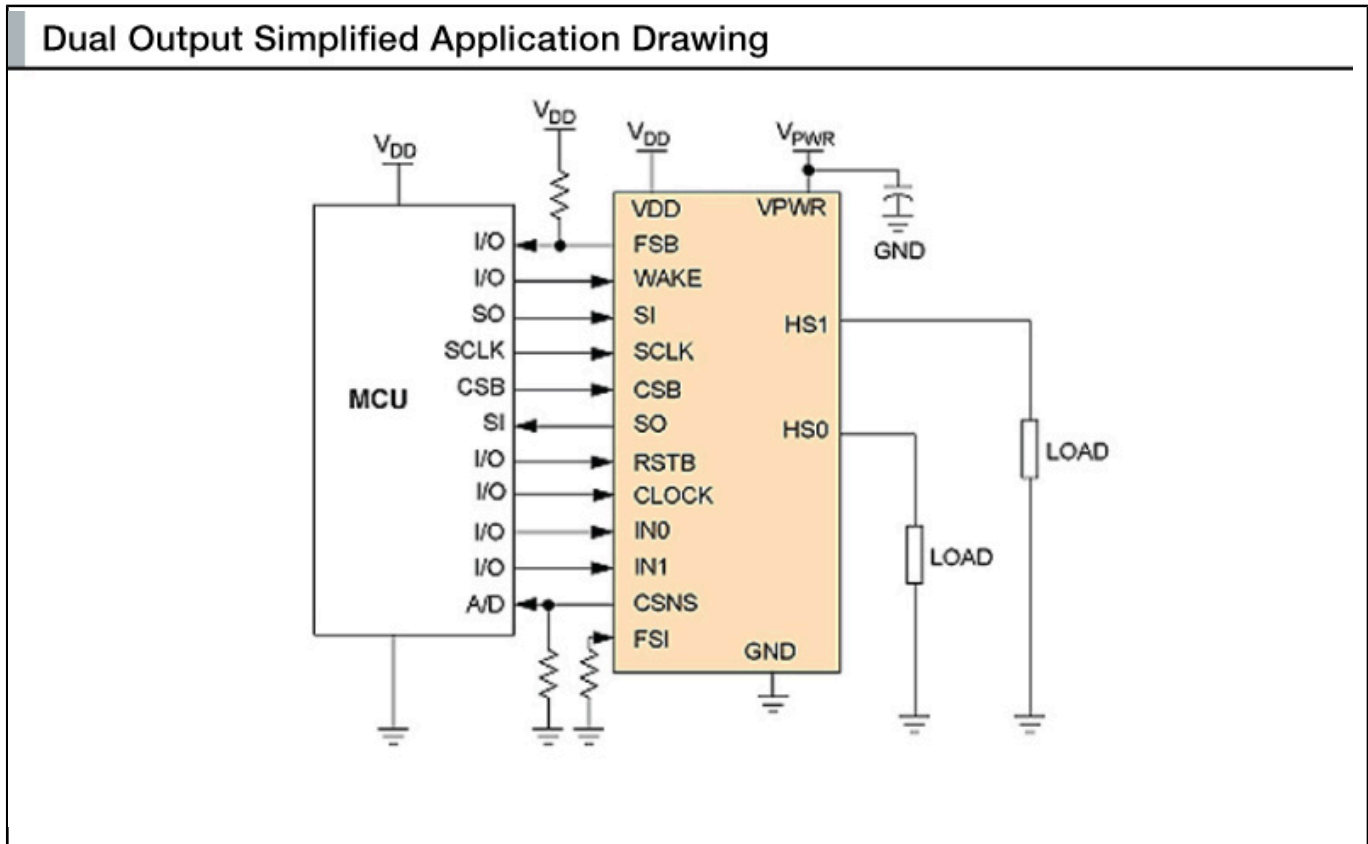 Dual Output Simplified Application Drawing
VDD
VDD
VDD
VPWR
GND
MCU
I/O
I/O
SO
SCLK
CSB
SI
I/O
I/O
I/O
I/O
A/D
VDD
VPWR
FSB
WAKE
SI
SCLK
CSB
SO
RSTB
CLOCK
IN0
IN1
CSNS
FSI
GND
HS1
HS0
LOAD
LOAD